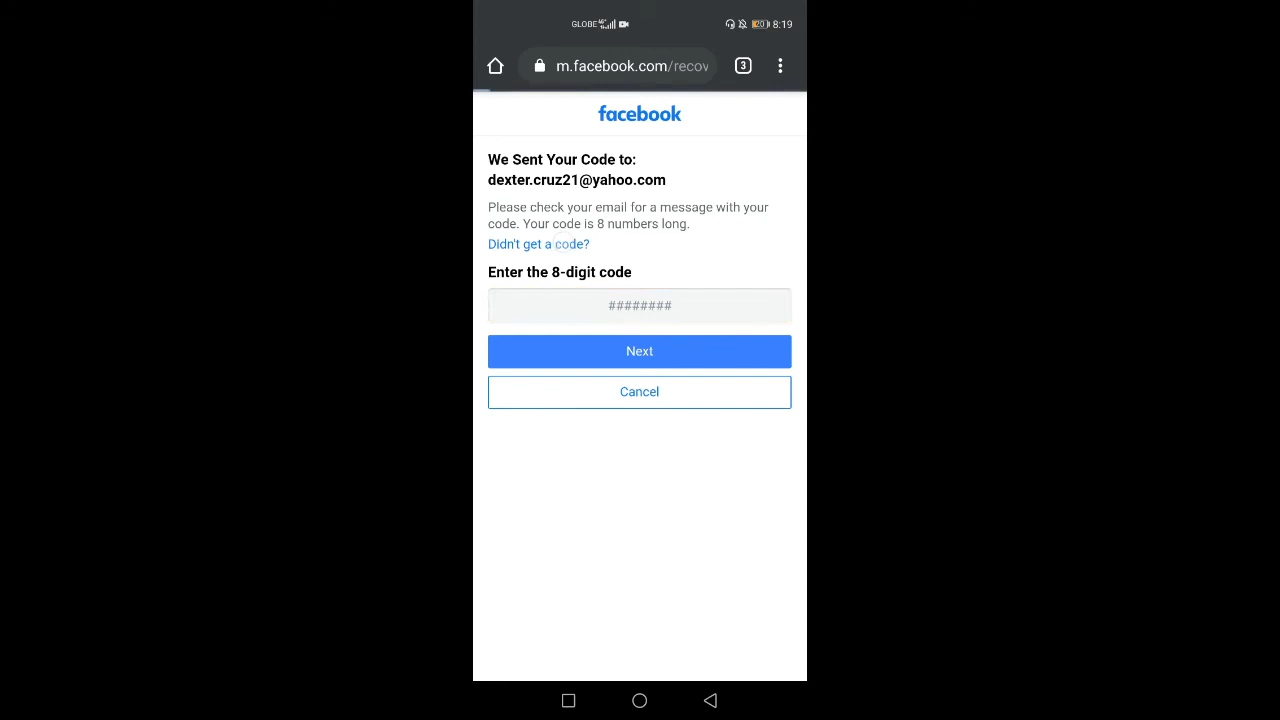 GLOBE 8:19
20
m.facebook.com/recov
3
facebook
We Sent Your Code to:
dexter.cruz21@yahoo.com
Please check your email for a message with your
code. Your code is 8 numbers long.
Didn't get a code?
Enter the 8-digit code
########
Next
Cancel